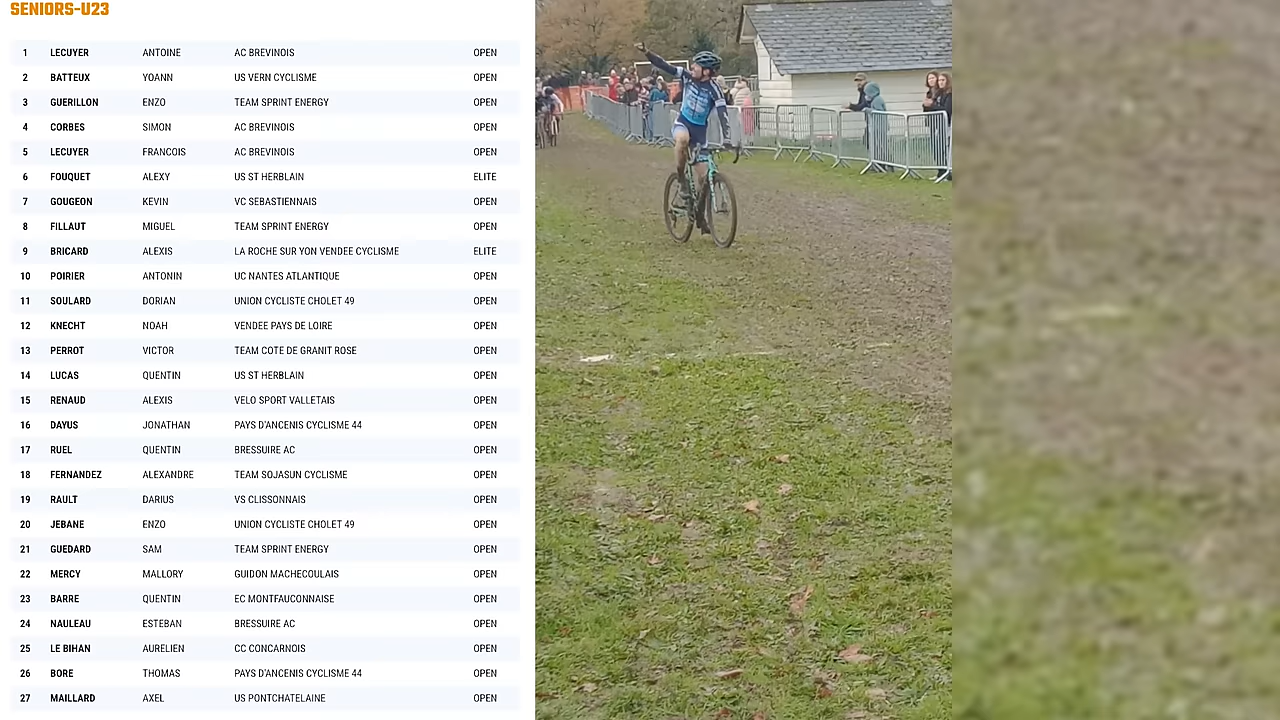 SENIORS-U23
1 LECUYER ANTOINE AC BREVINOIS OPEN
2 BATTEUX YOANN US VERN CYCLISME OPEN
3 GUERILLON ENZO TEAM SPRINT ENERGY OPEN
4 CORBES SIMON AC BREVINOIS OPEN
5 LECUYER FRANCOIS AC BREVINOIS OPEN
6 FOUQUET ALEXY US ST HERBLAIN ELITE
7 GOUGEON KEVIN VC SEBASTIENNAIS OPEN
8 FILLAUT MIGUEL TEAM SPRINT ENERGY OPEN
9 BRICARD ALEXIS LA ROCHE SUR YON VENDEE CYCLISME ELITE
10 POIRIER ANTONIN UC NANTES ATLANTIQUE OPEN
11 SOULARD DORIAN UNION CYCLISTE CHOLET 49 OPEN
12 KNECHT NOAH VENDEE PAYS DE LOIRE OPEN
13 PERROT VICTOR TEAM COTE DE GRANIT ROSE OPEN
14 LUCAS QUENTIN US ST HERBLAIN OPEN
15 RENAUD ALEXIS VELO SPORT VALLETAIS OPEN
16 DAYUS JONATHAN PAYS D'ANCENIS CYCLISME 44 OPEN
17 RUEL QUENTIN BRESSUIRE AC OPEN
18 FERNANDEZ ALEXANDRE TEAM SOJASUN CYCLISME OPEN
19 RAULT DARIUS VS CLISSONNAIS OPEN
20 JEBANE ENZO UNION CYCLISTE CHOLET 49 OPEN
21 GUEDARD SAM TEAM SPRINT ENERGY OPEN
22 MERCY MALLORY GUIDON MACHECOULAIS OPEN
23 BARRE QUENTIN EC MONTFAUCONNAISE OPEN
24 NAULEAU ESTEBAN BRESSUIRE AC OPEN
25 LE BIHAN AURELIEN CC CONCARNOIS OPEN
26 BORE THOMAS PAYS D'ANCENIS CYCLISME 44 OPEN
27 MAILLARD AXEL US PONTCHATELAINE OPEN